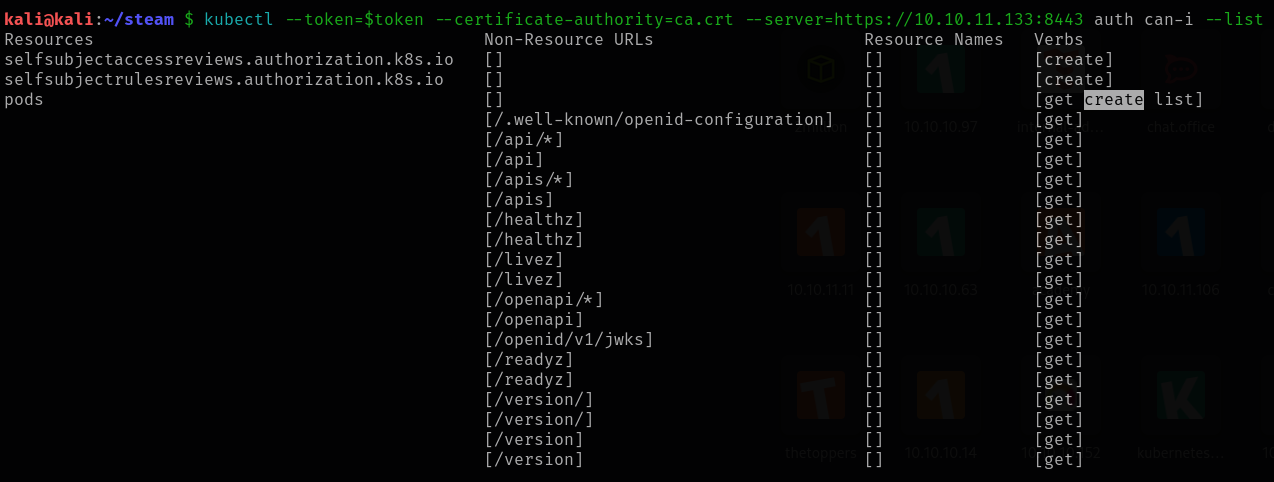 kali@kali:~/steam $ kubectl --token=$token --certificate-authority=ca.crt --server=https://10.10.11.133:8443 auth can-i --list
Resources Non-Resource URLs Resource Names Verbs
selfsubjectaccessreviews.authorization.k8s.io [] [] [create]
selfsubjectrulesreviews.authorization.k8s.io [] [] [create]
pods [] [] [get create list]
[/.well-known/openid-configuration] [] [get]
[/api/*] [] [get]
[/api] [] [get]
[/apis/*] [] [get]
[/apis] [] [get]
[/healthz] [] [get]
[/healthz] [] [get]
[/livez] [] [get]
[/livez] [] [get]
[/openapi/*] [] [get]
[/openapi] [] [get]
[/openid/v1/jwks] [] [get]
[/readyz] [] [get]
[/readyz] [] [get]
[/version/] [] [get]
[/version/] [] [get]
[/version] [] [get]
[/version] [] [get]
10.10.10.97
chat.office
10.10.11.11
10.10.10.63
10.10.11.106
thetoppers
10.10.10.14
kubernetes...